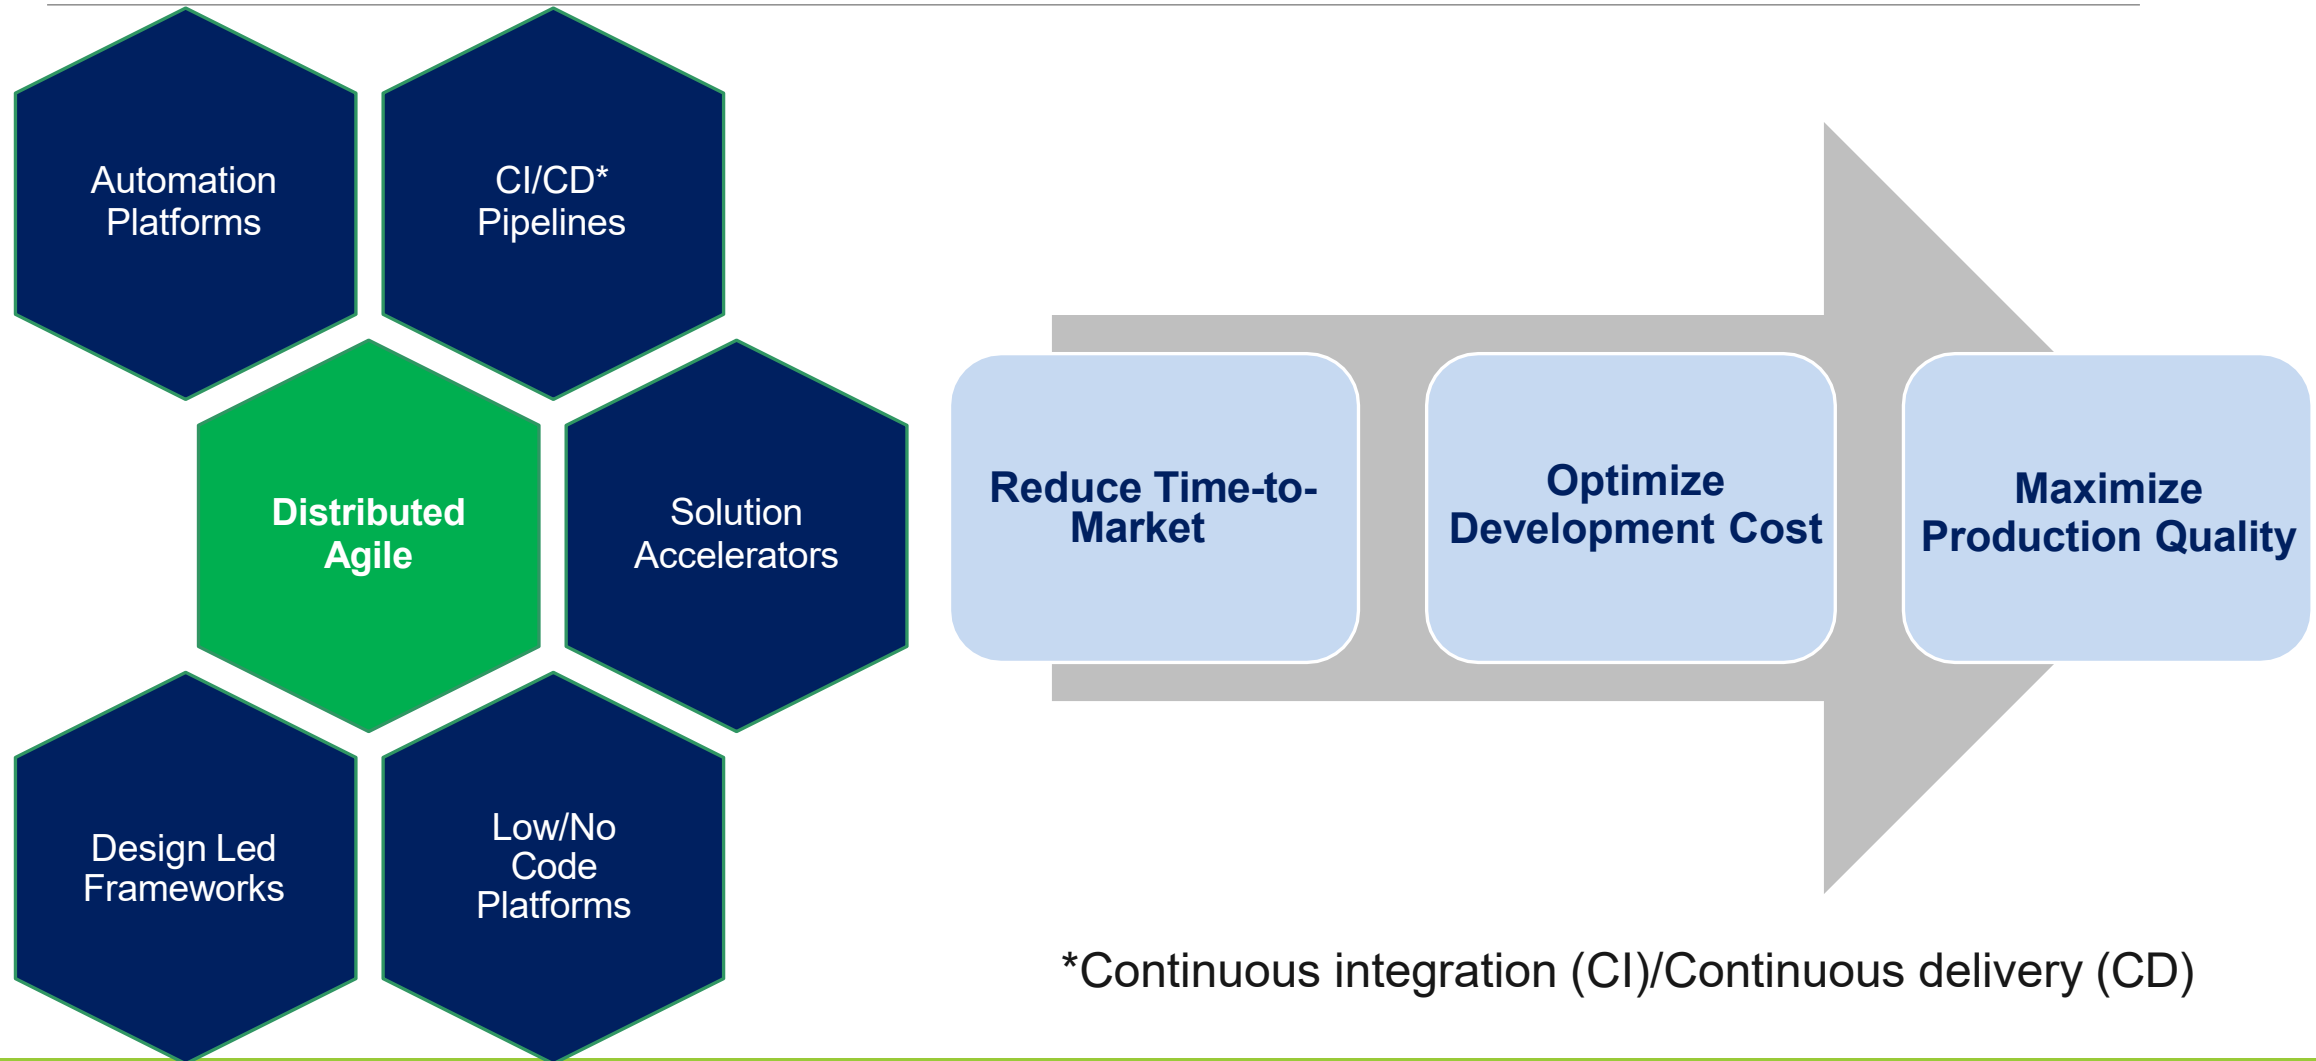 Automation
Platforms
CI/CD*
Pipelines
Distributed
Agile
Solution
Accelerators
Design Led
Frameworks
Low/No
Code
Platforms
Reduce Time-to-
Market
Optimize
Development Cost
Maximize
Production Quality
*Continuous integration (CI)/Continuous delivery (CD)